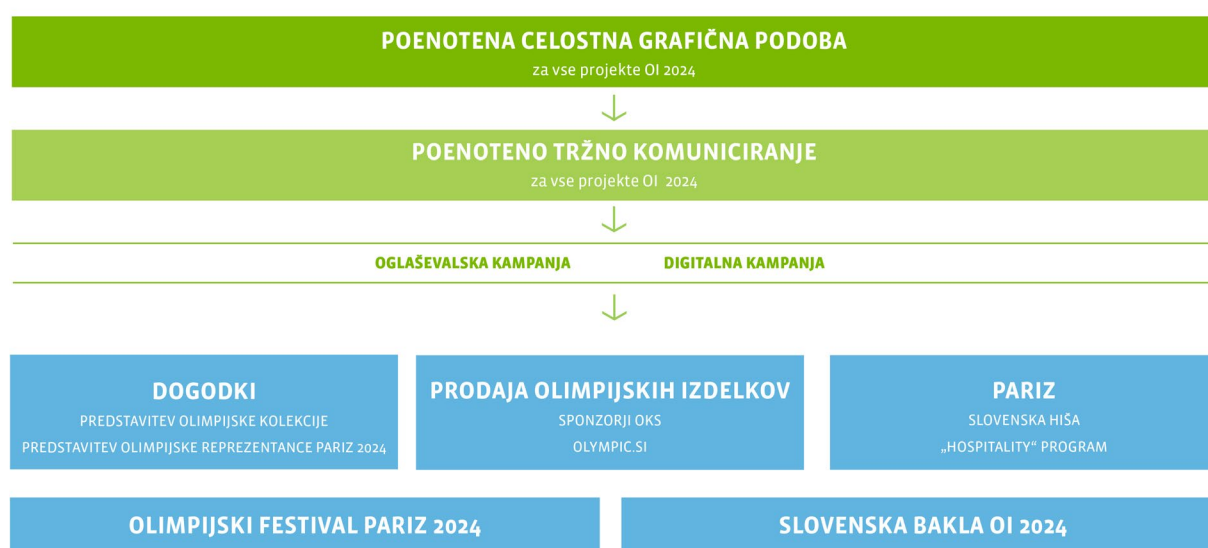 POENOTENA CELOSTNA GRAFIČNA PODOBA
za vse projekte OI 2024
POENOTENO TRŽNO KOMUNICIRANJE
za vse projekte OI 2024
OGLAŠEVALSKA KAMPANJA
DIGITALNA KAMPANJA
DOGODKI
PREDSTAVITEV OLIMPIJSKE KOLEKCIJE
PREDSTAVITEV OLIMPIJSKE REPREZENTANCE PARIZ 2024
PRODAJA OLIMPIJSKIH IZDELKOV
SPONZORJI OKS
OLYMPIC.SI
PARIZ
SLOVENSKA HIŠA
„HOSPITALITY“ PROGRAM
OLIMPIJSKI FESTIVAL PARIZ 2024
SLOVENSKA BAKLA OI 2024